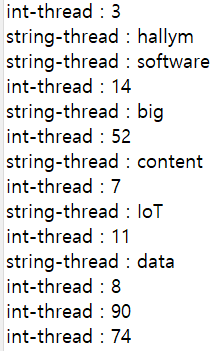 int-thread : 3
string-thread : hallym
string-thread : software
int-thread : 14
string-thread : big
int-thread : 52
string-thread : content
int-thread : 7
string-thread : IoT
int-thread : 11
string-thread : data
int-thread : 8
int-thread : 90
int-thread : 74